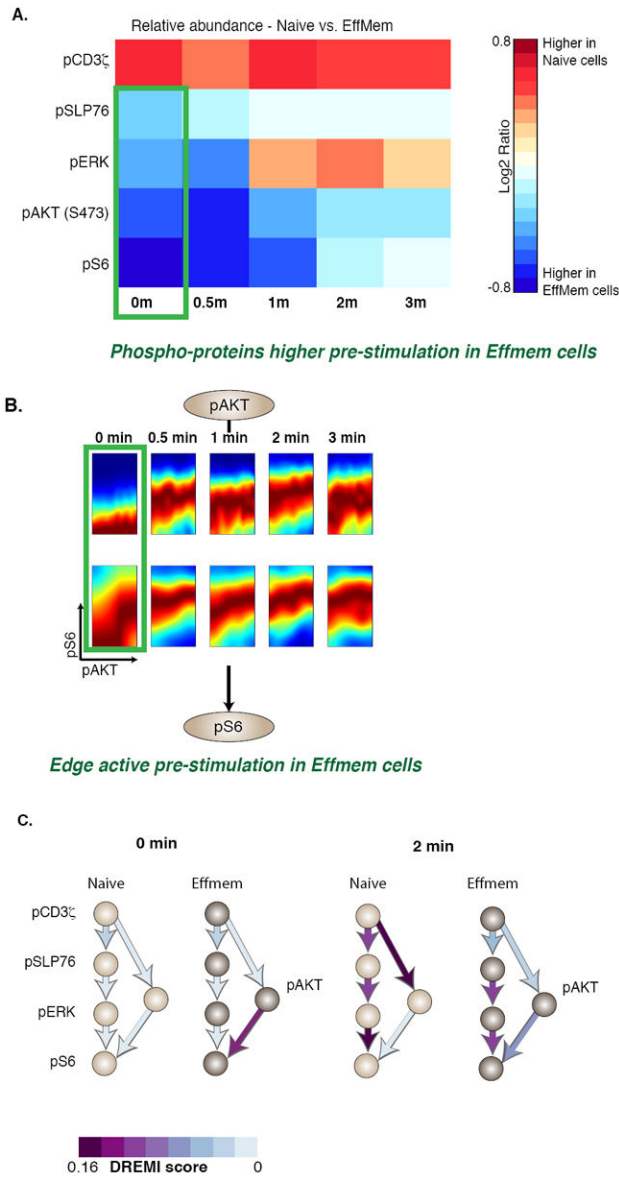 A.
Relative abundance - Naive vs. EffMem
pCD3ζ
pSLP76
pERK
pAKT (S473)
pS6
0m 0.5m 1m 2m 3m
0.8
Higher in
Naive cells
Log2 Ratio
-0.8
Higher in
EffMem cells
Phospho-proteins higher pre-stimulation in Effmem cells
B.
pAKT
0 min 0.5 min 1 min 2 min 3 min
pS6
pAKT
pS6
Edge active pre-stimulation in Effmem cells
C.
0 min 2 min
Naive Effmem Naive Effmem
pCD3ζ
pSLP76
pAKT pAKT
pERK
pS6
0.16 DREMI score 0